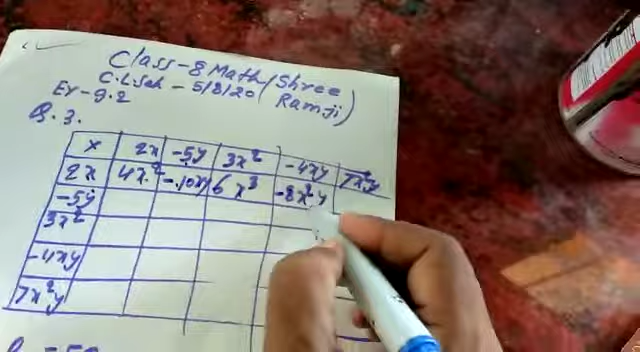 Class-8 Math/Shree
C.L.Sah - 5/8/20 ( Ramji)
Ex-9.2
Q.3.
x 2x -5y 3x² -4xy 7x²y
2x 4x² -10xy 6x³ -8x²y
-5y
3x²
-4xy
7x²y